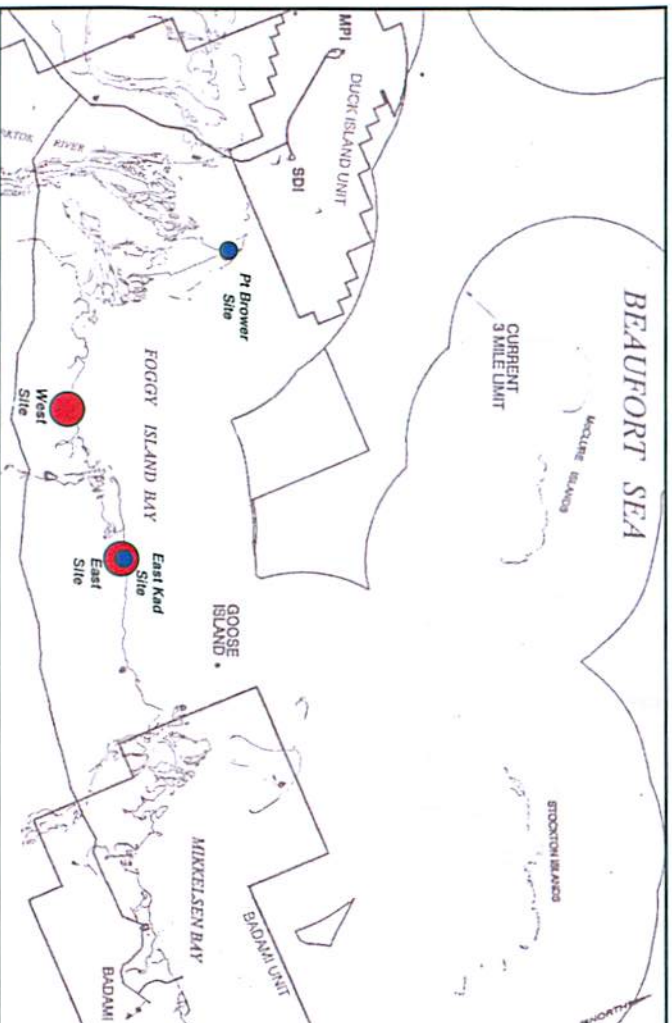 BEAUFORT SEA
MPI
DUCK ISLAND UNIT
SDI
CURRENT
3 MILE LIMIT
McCLURE ISLANDS
STOCKTON ISLANDS
NORTH
RIVER
Pt Brower
Site
FOGGY ISLAND BAY
West
Site
East Kad
Site
East
Site
GOOSE
ISLAND
MIKKELSEN BAY
BADAMI UNIT
BADAMI